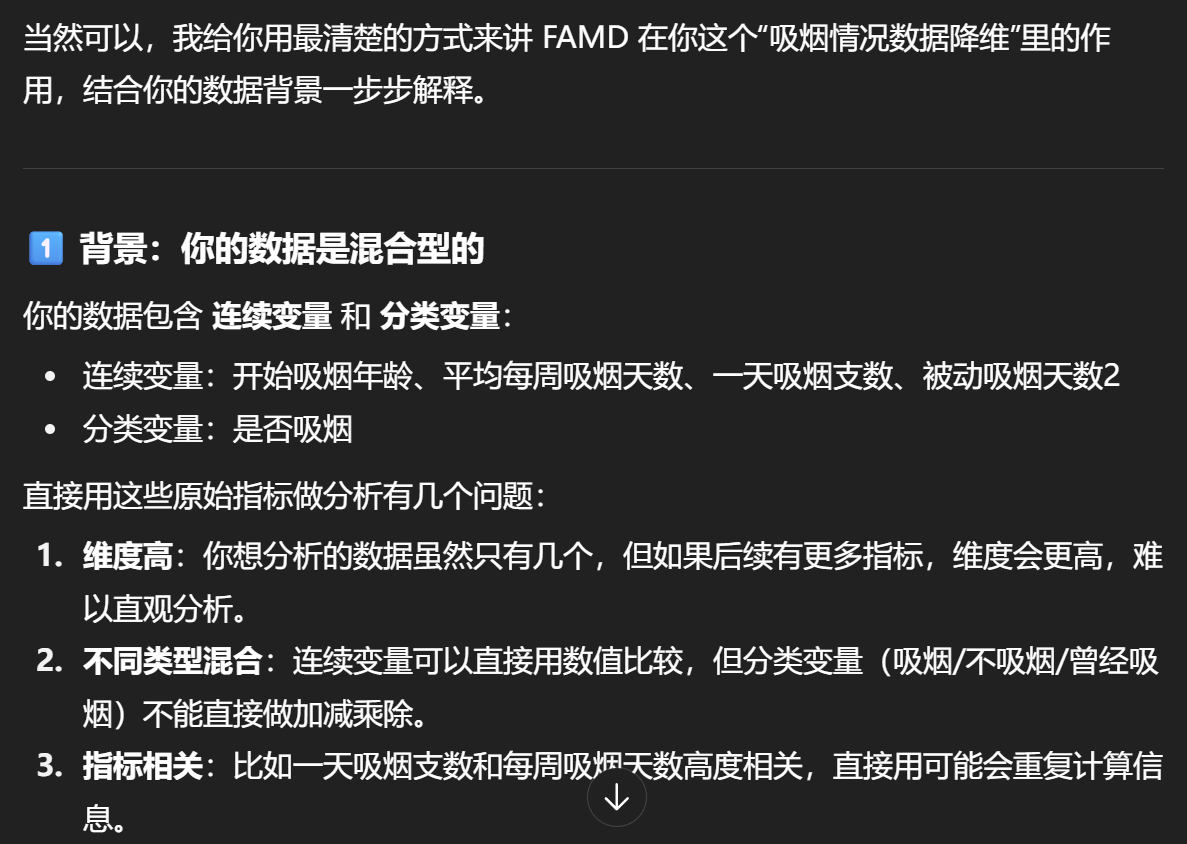 当然可以，我给你用最清楚的方式来讲 FAMD 在你这个“吸烟情况数据降维”里的作
用，结合你的数据背景一步步解释。
1 背景：你的数据是混合型的
你的数据包含 连续变量 和 分类变量：
• 连续变量：开始吸烟年龄、平均每周吸烟天数、一天吸烟支数、被动吸烟天数2
• 分类变量：是否吸烟
直接用这些原始指标做分析有几个问题：
1. 维度高：你想分析的数据虽然只有几个，但如果后续有更多指标，维度会更高，难
以直观分析。
2. 不同类型混合：连续变量可以直接用数值比较，但分类变量（吸烟/不吸烟/曾经吸
烟）不能直接做加减乘除。
3. 指标相关：比如一天吸烟支数和每周吸烟天数高度相关，直接用可能会重复计算信
息。